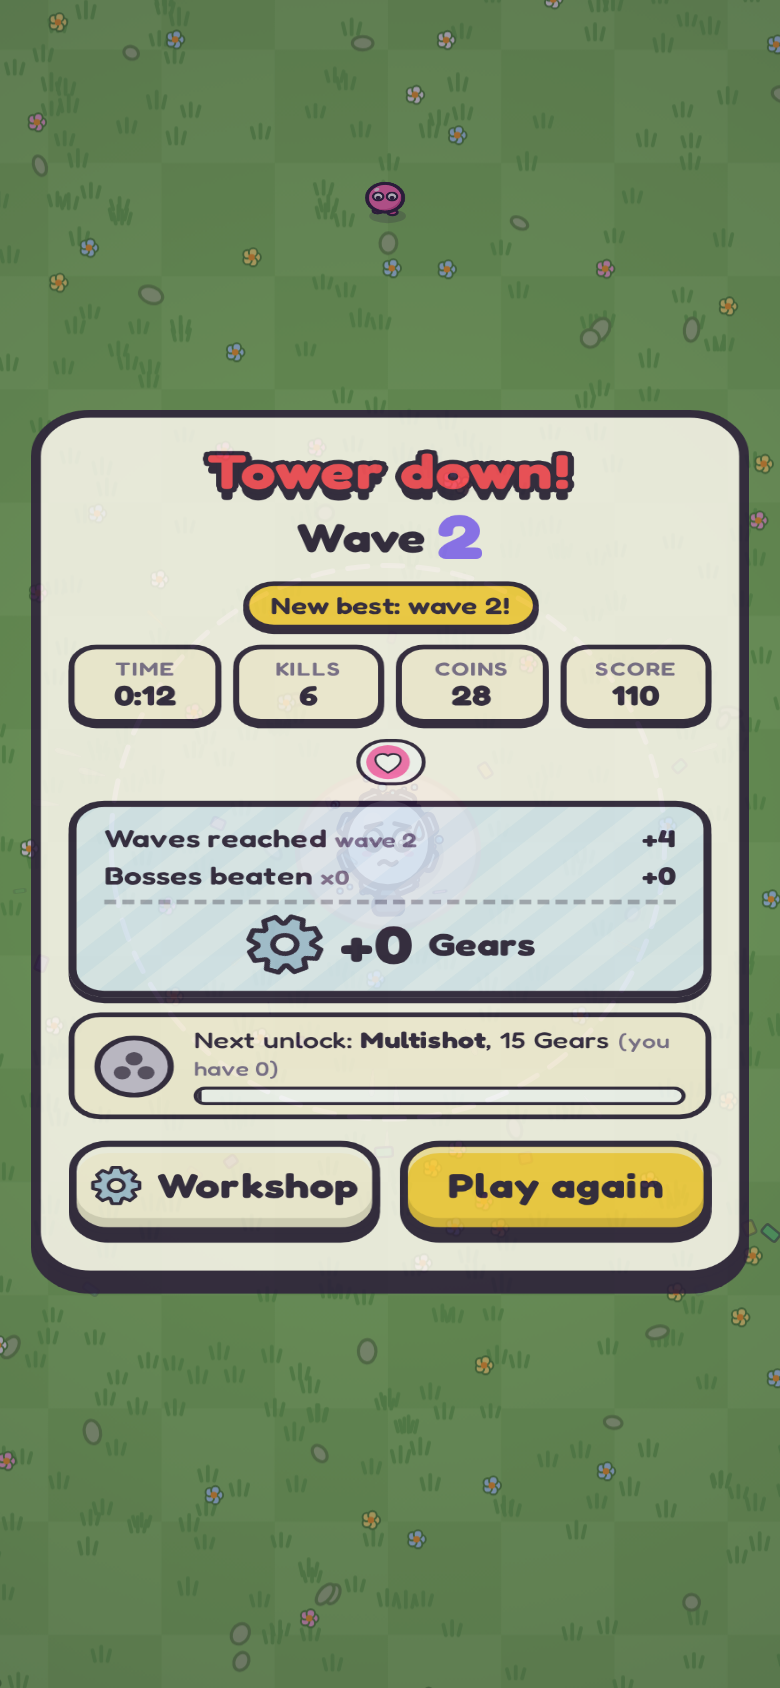 Tower down!
Wave 2
New best: wave 2!
TIME KILLS COINS SCORE
0:12 6 28 110
Waves reached wave 2 +4
Bosses beaten x0 +0
+0 Gears
Next unlock: Multishot, 15 Gears (you
have 0)
Workshop Play again